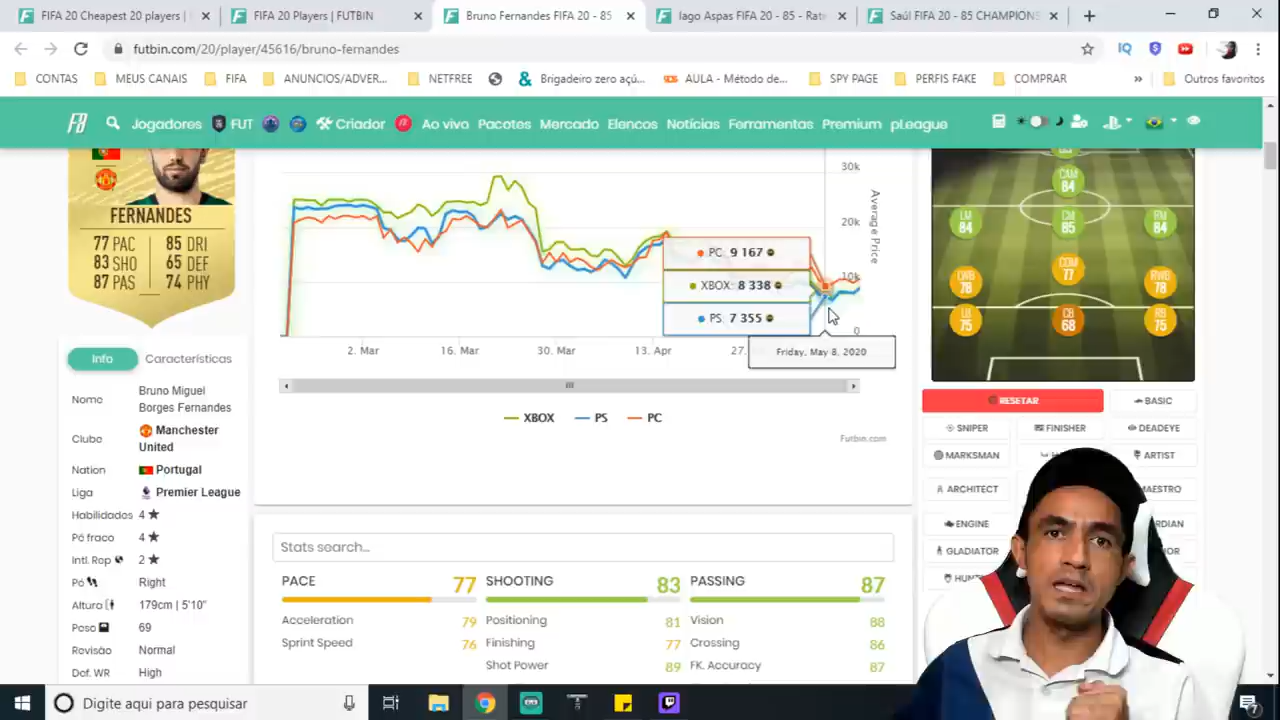 FIFA 20 Cheapest 20 players |
FIFA 20 Players | FUTBIN
Bruno Fernandes FIFA 20 - 85
Iago Aspas FIFA 20 - 85 - Rate
Saúl FIFA 20 - 85 CHAMPIONS
futbin.com/20/player/45616/bruno-fernandes
CONTAS
MEUS CANAIS
FIFA
ANUNCIOS/ADVER...
NETFREE
Brigadeiro zero açú...
AULA - Método de...
SPY PAGE
PERFIS FAKE
COMPRAR
»
Outros favoritos
Jogadores
FUT
Criador
Ao vivo
Pacotes
Mercado
Elencos
Notícias
Ferramentas
Premium
pLeague
FERNANDES
77 PAC 85 DRI
83 SHO 65 DEF
87 PAS 74 PHY
Info
Características
Nome
Bruno Miguel
Borges Fernandes
Clube
Manchester
United
Nation
Portugal
Liga
Premier League
Habilidades 4
Pé fraco 4
Intl. Rep 2
Pé
Right
Altura
179cm | 5'10"
Peso
69
Revisão
Normal
Def. WR
High
30k
20k
10k
0
Average Price
PC: 9 167
XBOX: 8 338
PS: 7 355
Friday, May 8, 2020
2. Mar
16. Mar
30. Mar
13. Apr
27.
XBOX
PS
PC
Futbin.com
Stats search...
PACE 77
Acceleration 79
Sprint Speed 76
SHOOTING 83
Positioning 81
Finishing 77
Shot Power 89
PASSING 87
Vision 88
Crossing 86
FK. Accuracy 87
CAM
84
LM
84
CM
85
RM
84
LWB
78
CDM
77
RWB
78
LB
75
CB
68
RB
75
RESETAR
BASIC
SNIPER
FINISHER
DEADEYE
MARKSMAN
ARTIST
ARCHITECT
MAESTRO
ENGINE
GLADIATOR
Digite aqui para pesquisar
7